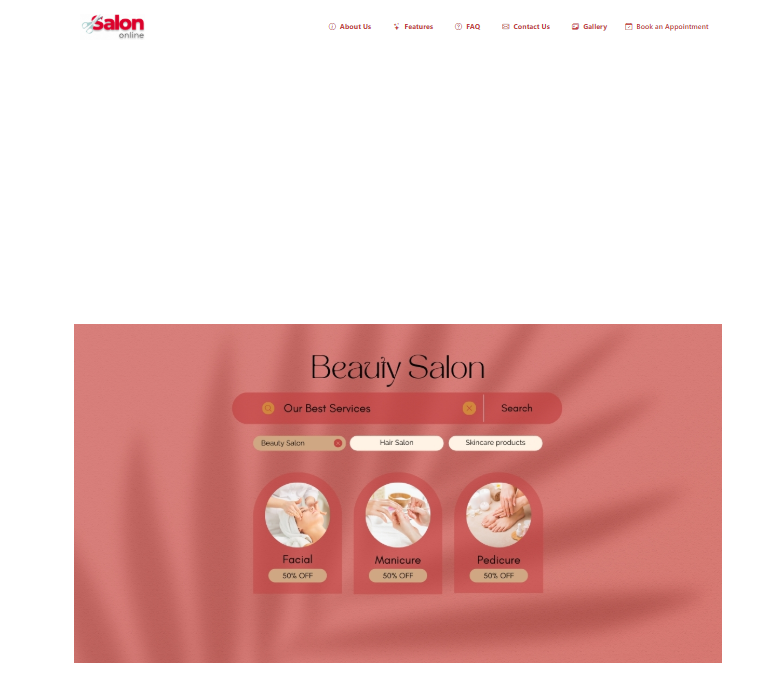 Salon
online
About Us Features FAQ Contact Us Gallery Book an Appointment
Beauty Salon
Our Best Services Search
Beauty Salon Hair Salon Skincare products
Facial Manicure Pedicure
50% OFF 50% OFF 50% OFF